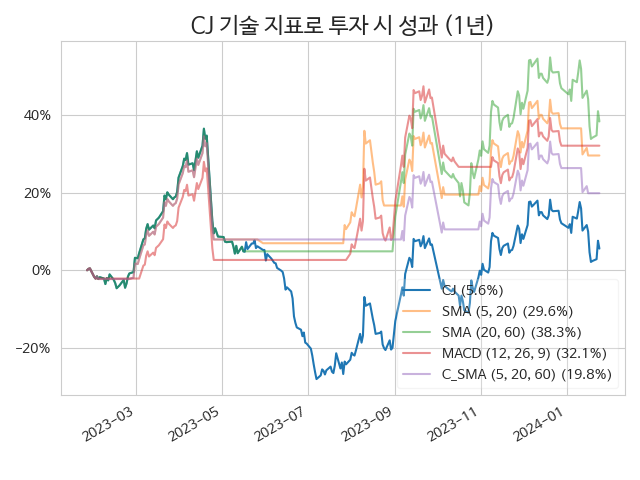 CJ 기술 지표로 투자 시 성과 (1년)
40%
20%
0%
−20%
CJ (5.6%)
SMA (5, 20) (29.6%)
SMA (20, 60) (38.3%)
MACD (12, 26, 9) (32.1%)
C_SMA (5, 20, 60) (19.8%)
2023−03
2023−05
2023−07
2023−09
2023−11
2024−01